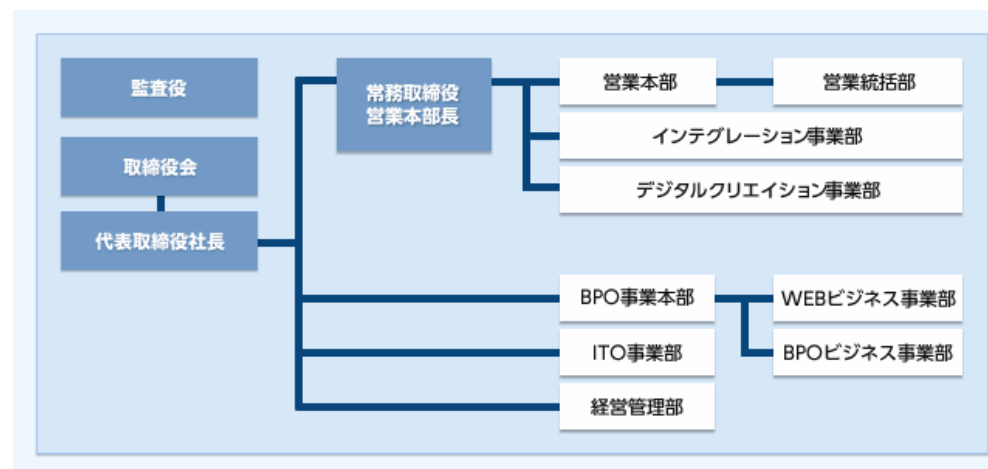 監査役
取締役会
代表取締役社長
常務取締役
営業本部長
営業本部
営業統括部
インテグレーション事業部
デジタルクリエイション事業部
BPO事業本部
WEBビジネス事業部
ITO事業部
BPOビジネス事業部
経営管理部